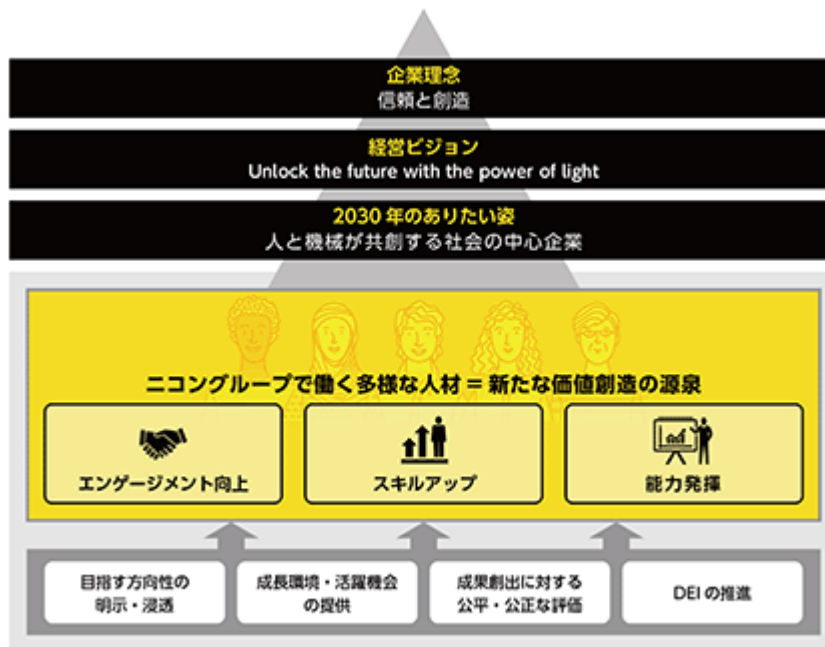 企業理念
信頼と創造
経営ビジョン
Unlock the future with the power of light
2030年のありたい姿
人と機械が共創する社会の中心企業
ニコングループで働く多様な人材＝新たな価値創造の源泉
エンゲージメント向上
スキルアップ
能力発揮
目指す方向性の
明示・浸透
成長環境・活躍機会
の提供
成果創出に対する
公平・公正な評価
DEIの推進